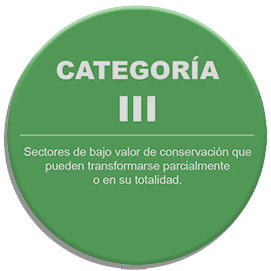 CATEGORÍA
III
Sectores de bajo valor de conservación que
pueden transformarse parcialmente
o en su totalidad.